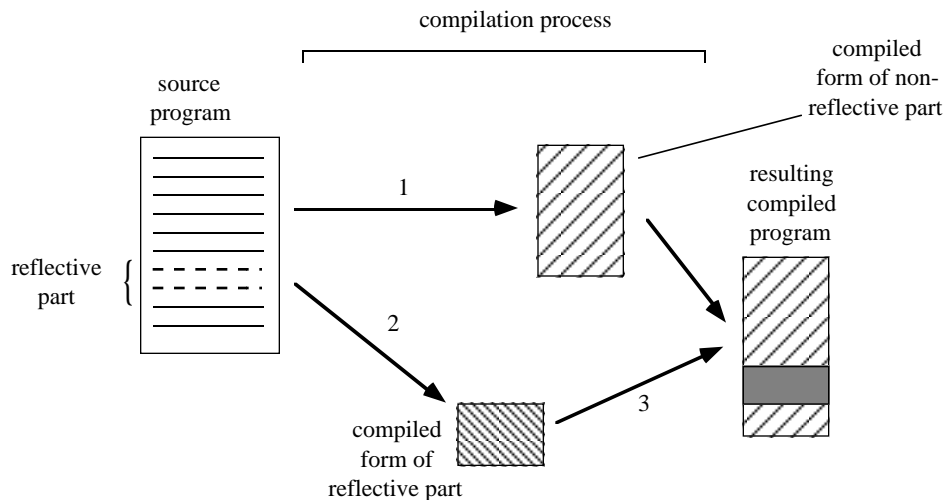 compilation process
compiled
form of non-
reflective part
source
program
1
resulting
compiled
program
reflective
part
{
2
3
compiled
form of
reflective part